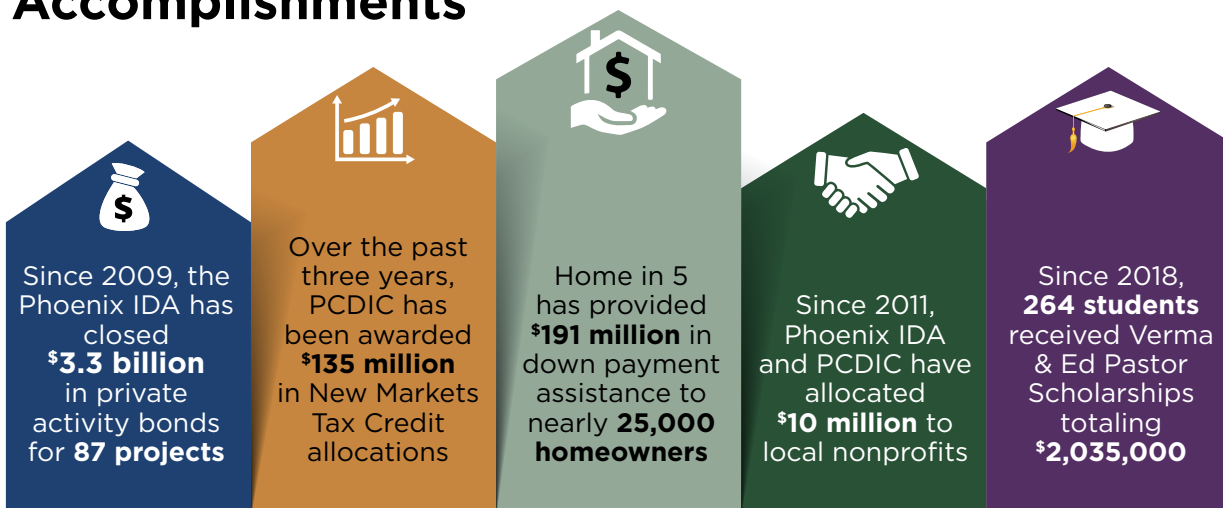 Accomplishments
$
Since 2009, the
Phoenix IDA has
closed
$3.3 billion
in private
activity bonds
for 87 projects
Over the past
three years,
PCDIC has
been awarded
$135 million
in New Markets
Tax Credit
allocations
$
Home in 5
has provided
$191 million in
down payment
assistance to
nearly 25,000
homeowners
Since 2011,
Phoenix IDA
and PCDIC have
allocated
$10 million to
local nonprofits
Since 2018,
264 students
received Verma
& Ed Pastor
Scholarships
totaling
$2,035,000